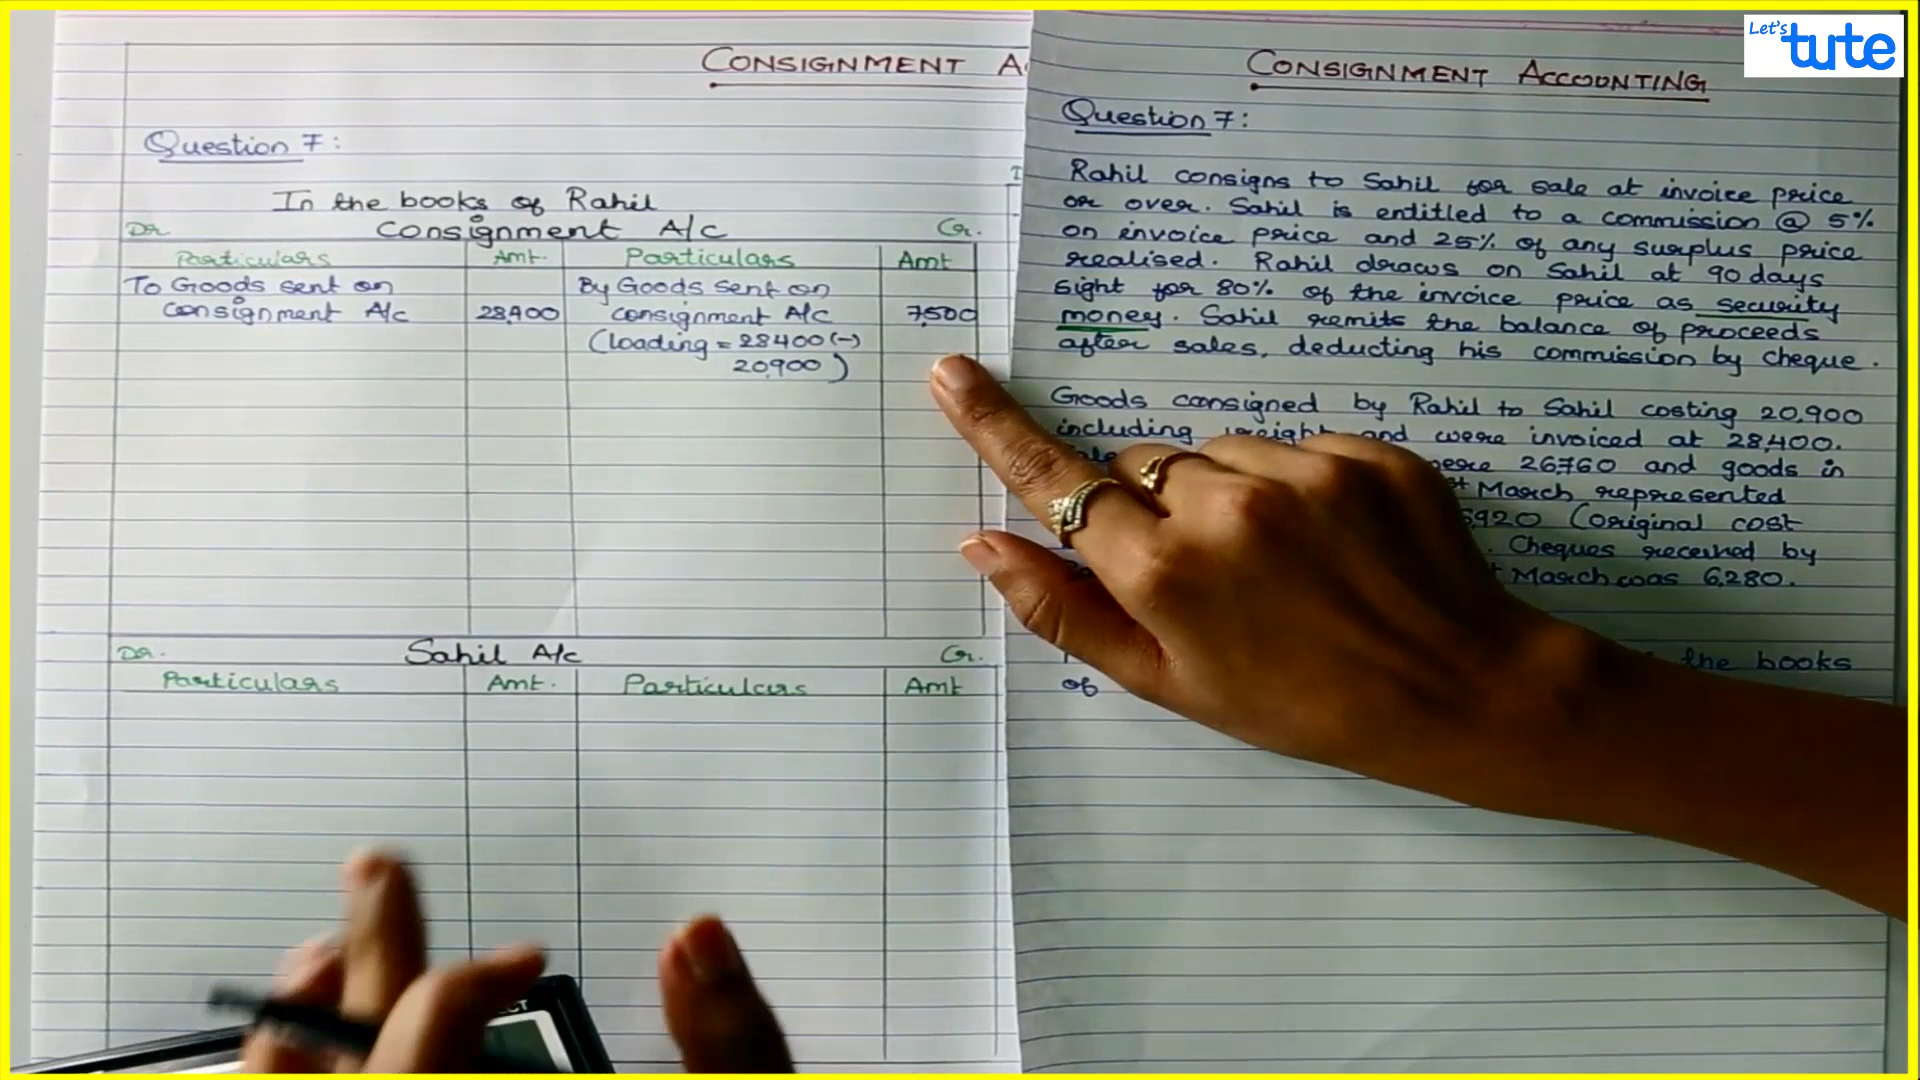 Let's
tute
CONSIGNMENT A
Question 7:
In the books of Rahil
Dr. Consignment A/c Cr.
Particulars Amt. Particulars Amt
To Goods sent on By Goods sent on
consignment A/c 28,400 consignment A/c 7,500
(loading = 28400 (-)
20,900)
Dr. Sahil A/c Cr.
Particulars Amt. Particulars Amt
CONSIGNMENT ACCOUNTING
Question 7:
Rahil consigns to Sahil for sale at invoice price
or over. Sahil is entitled to a commission @ 5%
on invoice price and 25% of any surplus price
realised. Rahil draws on Sahil at 90 days
sight for 80% of the invoice price as security
money. Sahil remits the balance of proceeds
after sales, deducting his commission by cheque.
Goods consigned by Rahil to Sahil costing 20,900
including and were invoiced at 28,400.
were 26,760 and goods in
March represented
6,920 (original cost
. Cheques received by
March was 6,280.
the books
of